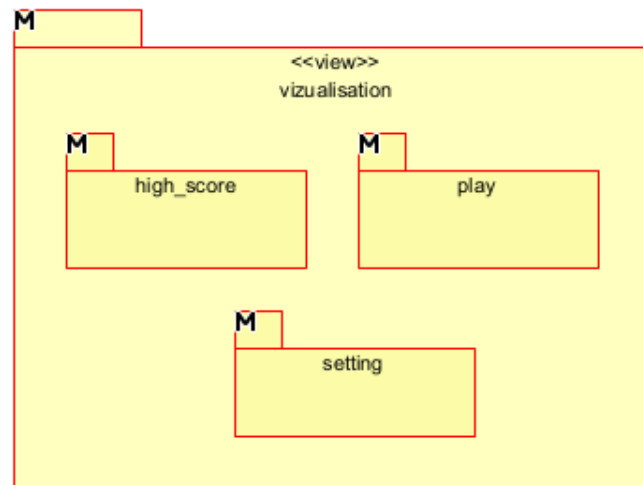 M
<<view>>
vizualisation
M
M
high_score
play
M
setting